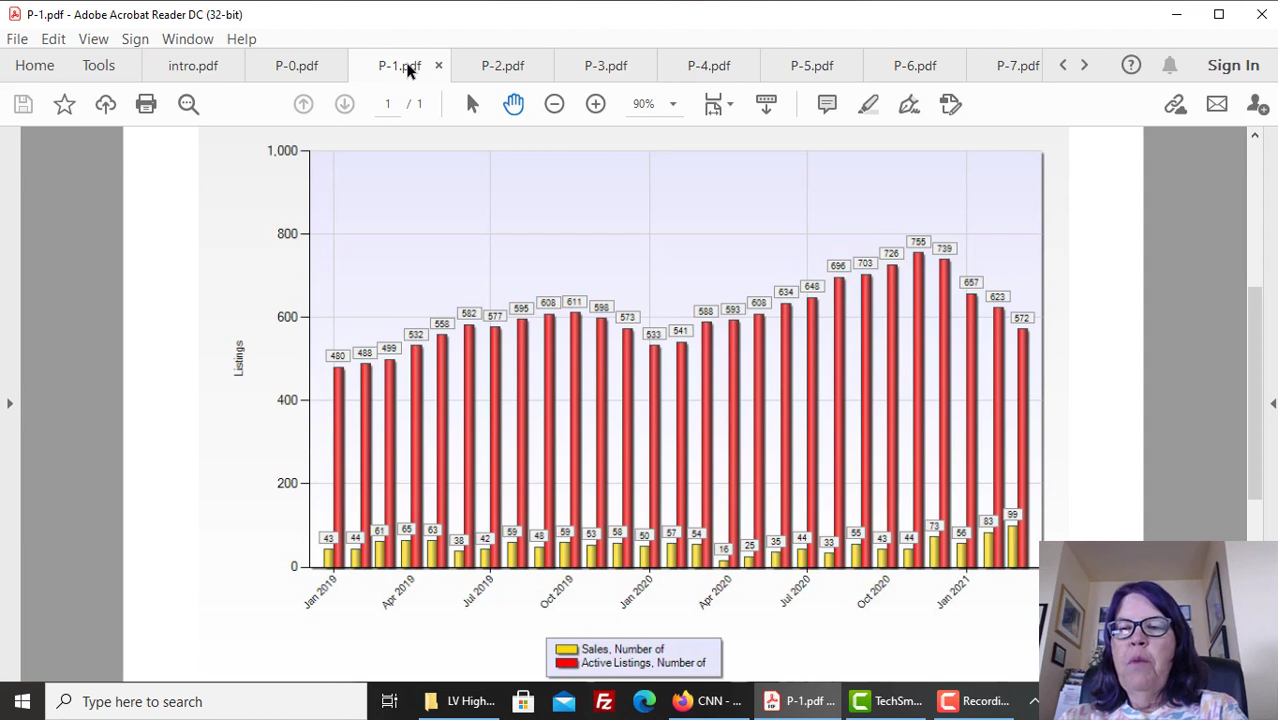 P-1.pdf - Adobe Acrobat Reader DC (32-bit)
File Edit View Sign Window Help
Home Tools intro.pdf P-0.pdf P-1.pdf × P-2.pdf P-3.pdf P-4.pdf P-5.pdf P-6.pdf P-7.pdf Sign In
1 / 1 90%
1,000
800
600
400
200
0
Listings
480 488 499 532 558 582 577 595 608 611 598 573 533 541 588 593 608 634 648 696 703 726 755 739 657 623 572
43 44 61 65 63 38 42 59 48 59 53 58 50 57 54 16 25 35 44 33 55 43 44 73 56 83 99
Jan 2019 Apr 2019 Jul 2019 Oct 2019 Jan 2020 Apr 2020 Jul 2020 Oct 2020 Jan 2021
Sales, Number of
Active Listings, Number of
Type here to search LV High... CNN - ... P-1.pdf ... TechSm... Recordi...